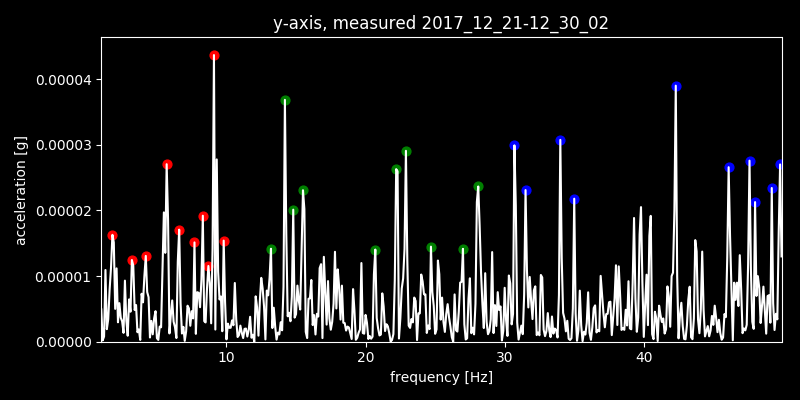 y-axis, measured 2017_12_21-12_30_02
0.00004
0.00003
0.00002
0.00001
0.00000
acceleration [g]
10 20 30 40
frequency [Hz]